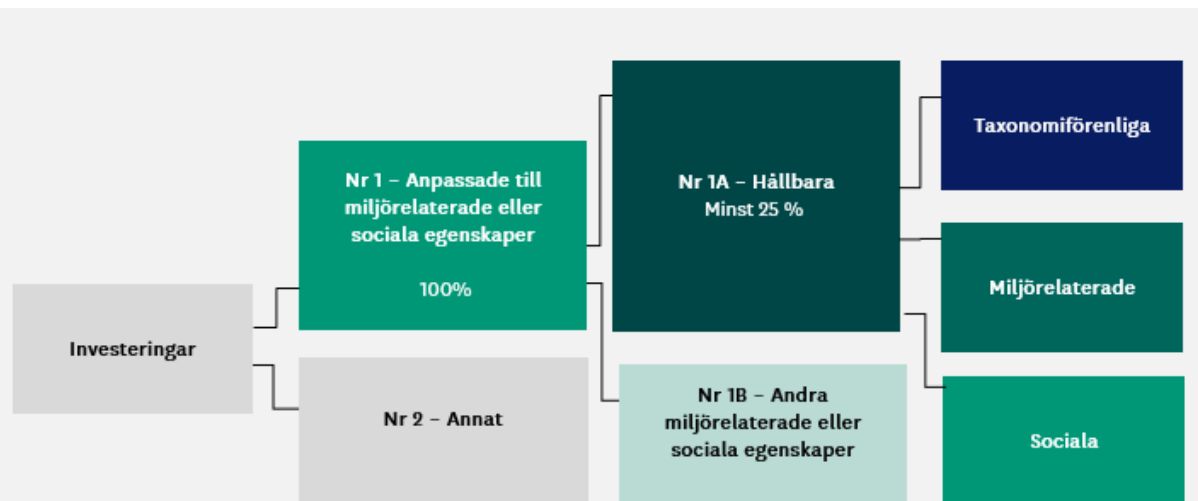 Investeringar
Nr 1 – Anpassade till
miljörelaterade eller
sociala egenskaper
100%
Nr 2 – Annat
Nr 1A – Hållbara
Minst 25 %
Nr 1B – Andra
miljörelaterade eller
sociala egenskaper
Taxonomiförenliga
Miljörelaterade
Sociala